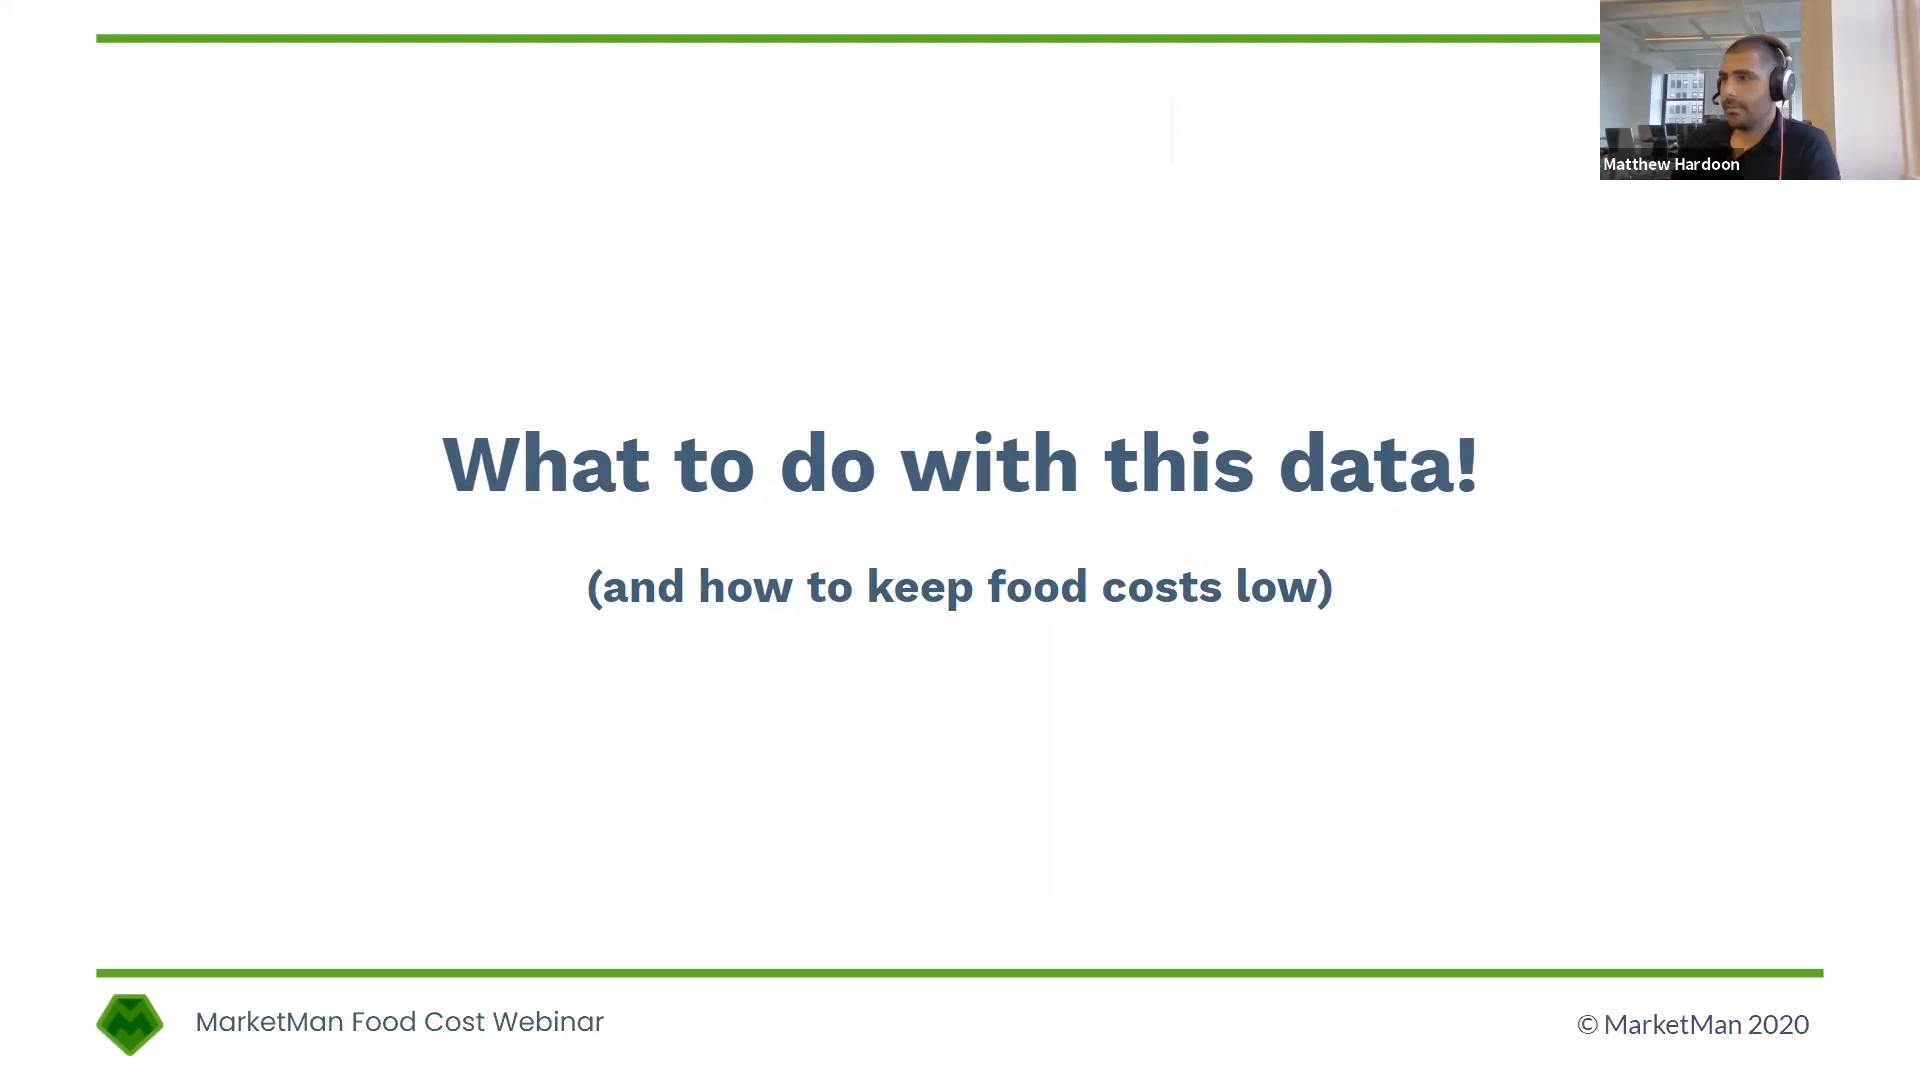 Matthew Hardoon
What to do with this data!
(and how to keep food costs low)
MarketMan Food Cost Webinar
© MarketMan 2020